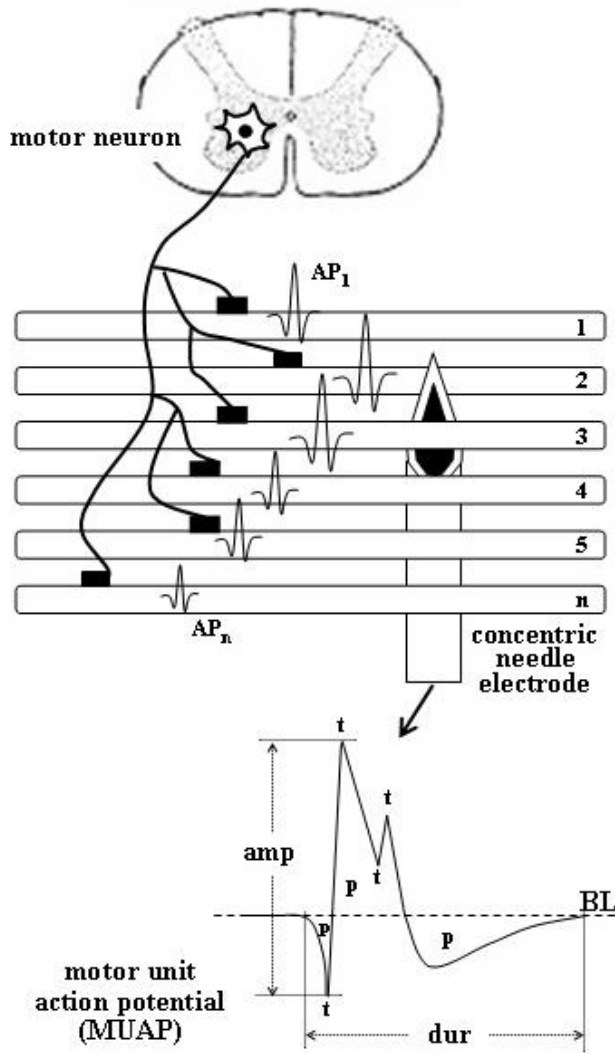 motor neuron
AP1
1
2
3
4
5
n
APn
concentric
needle
electrode
t
t
amp
t
p
BL
p
p
t
motor unit
action potential
(MUAP)
dur